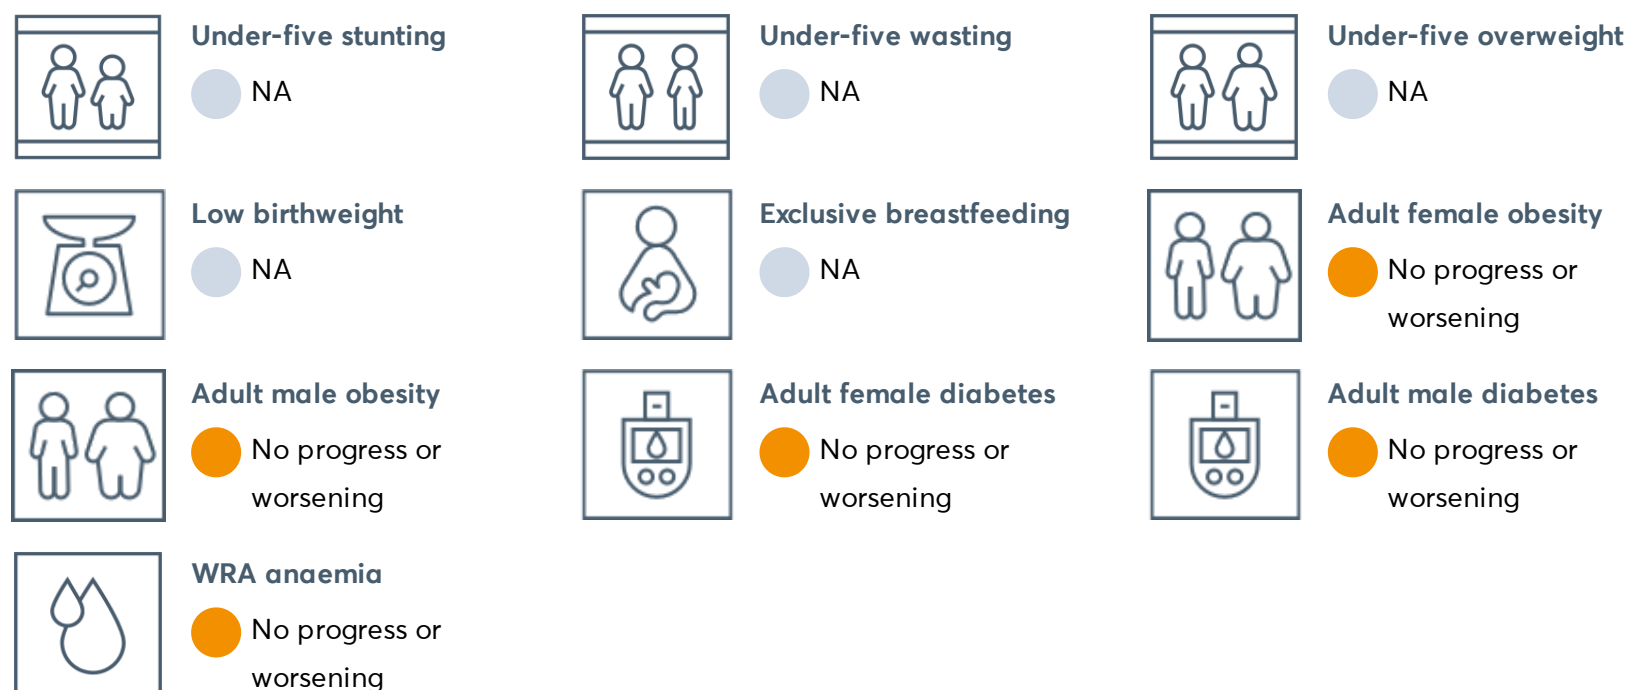 Under-five stunting
NA
Under-five wasting
NA
Under-five overweight
NA
Low birthweight
NA
Exclusive breastfeeding
NA
Adult female obesity
No progress or
worsening
Adult male obesity
No progress or
worsening
Adult female diabetes
No progress or
worsening
Adult male diabetes
No progress or
worsening
WRA anaemia
No progress or
worsening